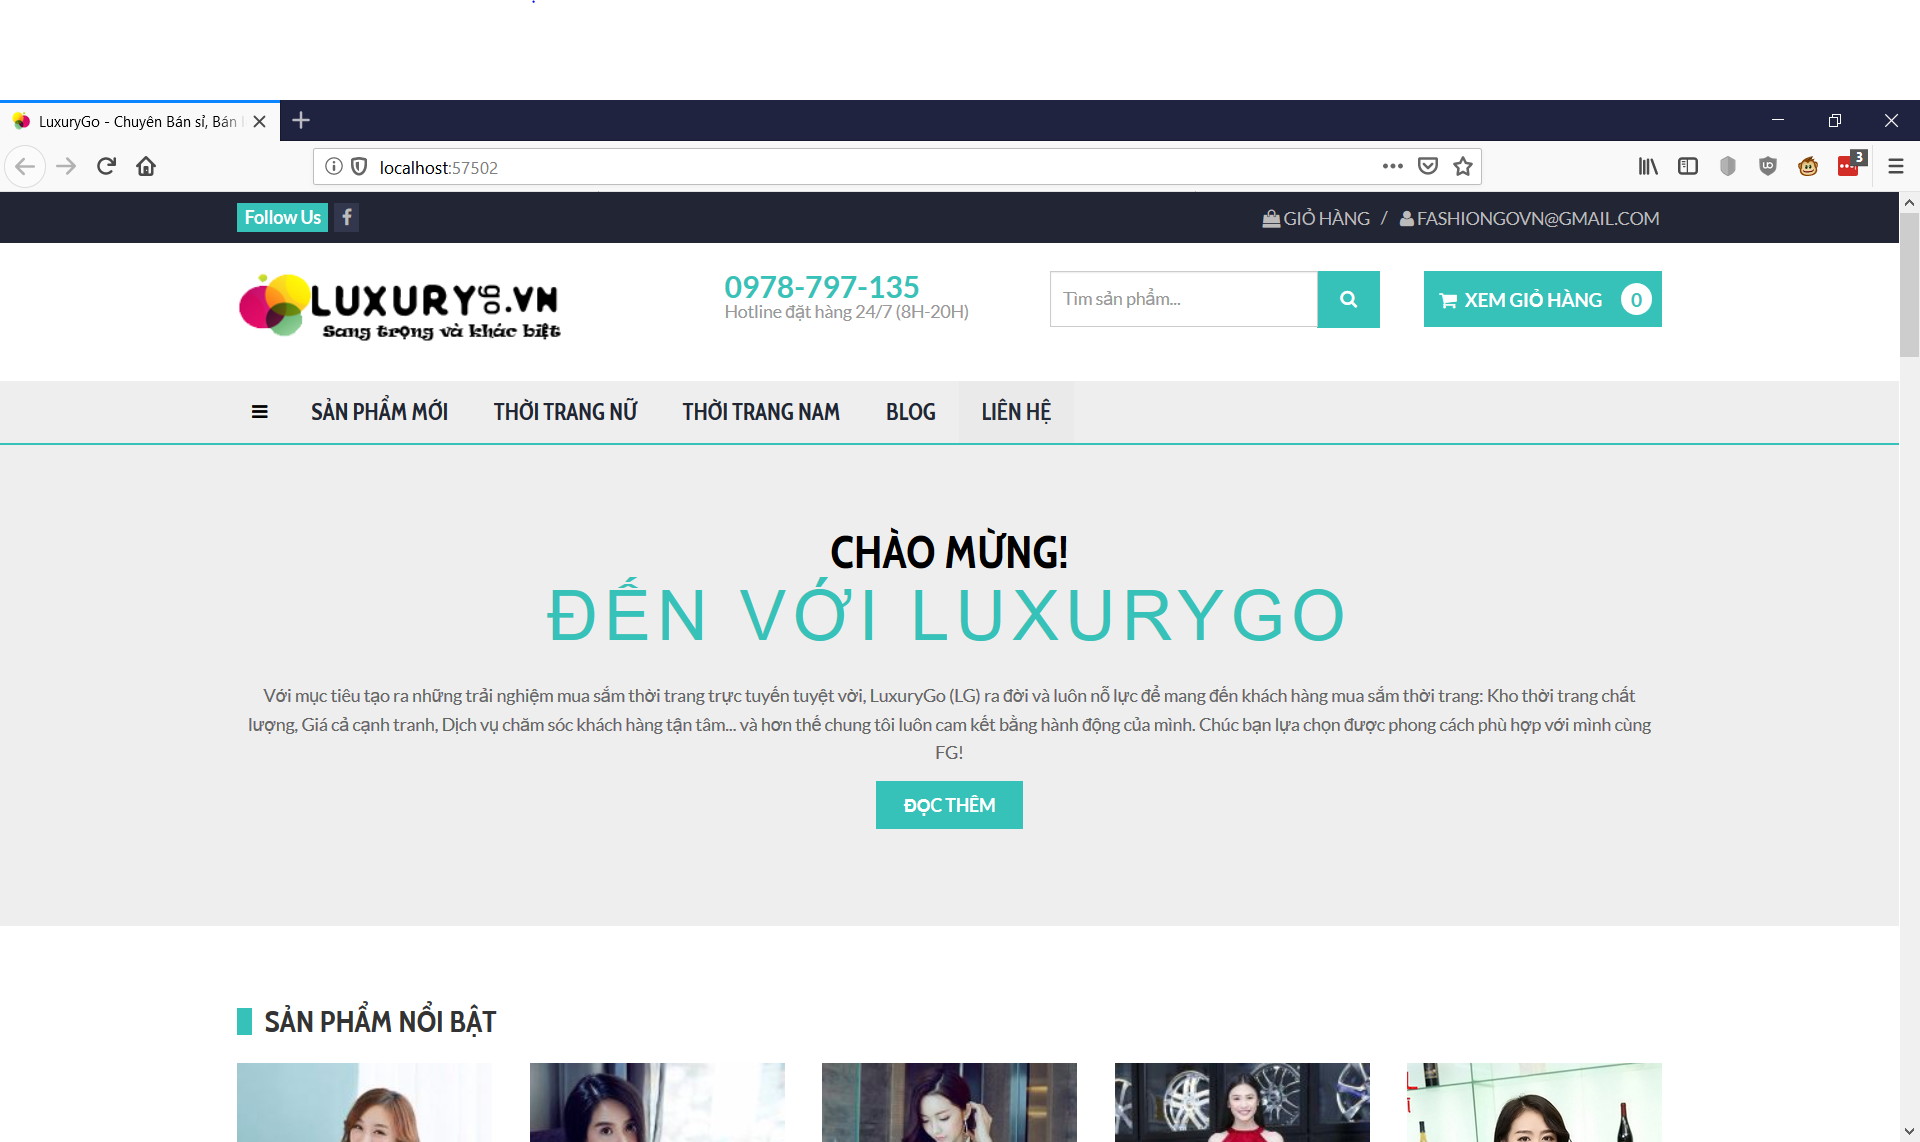 LuxuryGo - Chuyên Bán sỉ, Bán
localhost:57502
3
Follow Us
GIỎ HÀNG / FASHIONGOVN@GMAIL.COM
LUXURYGO.VN
Sang trọng và khác biệt
0978-797-135
Hotline đặt hàng 24/7 (8H-20H)
Tìm sản phẩm...
XEM GIỎ HÀNG 0
SẢN PHẨM MỚI THỜI TRANG NỮ THỜI TRANG NAM BLOG LIÊN HỆ
CHÀO MỪNG!
ĐẾN VỚI LUXURYGO
Với mục tiêu tạo ra những trải nghiệm mua sắm thời trang trực tuyến tuyệt vời, LuxuryGo (LG) ra đời và luôn nỗ lực để mang đến khách hàng mua sắm thời trang: Kho thời trang chất
lượng, Giá cả cạnh tranh, Dịch vụ chăm sóc khách hàng tận tâm... và hơn thế chung tôi luôn cam kết bằng hành động của mình. Chúc bạn lựa chọn được phong cách phù hợp với mình cùng
FG!
ĐỌC THÊM
SẢN PHẨM NỔI BẬT